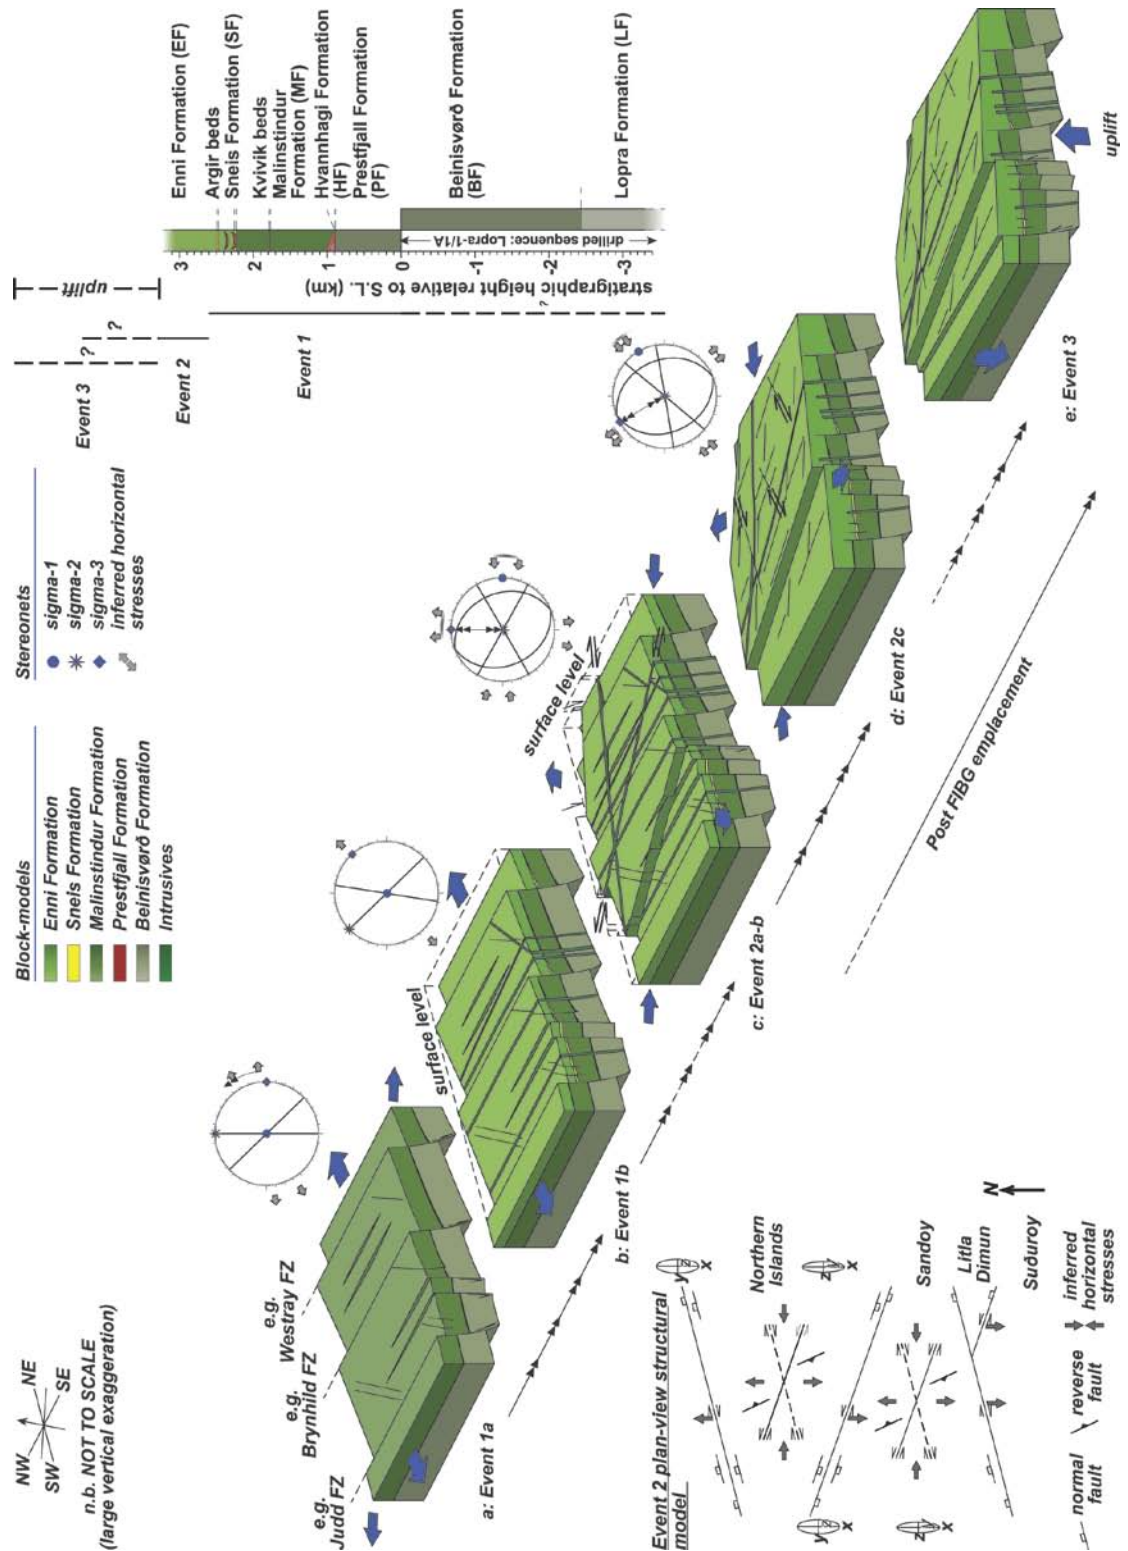 NW
NE
SW
SE
n.b. NOT TO SCALE
(large vertical exaggeration)
Block-models
Enni Formation
Sneis Formation
Malinstindur Formation
Prestfjall Formation
Beinisvørð Formation
Intrusives
Stereonets
sigma-1
sigma-2
sigma-3
inferred horizontal
stresses
Event 3
Event 2
Event 1
?
?
?
uplift
stratigraphic height relative to S.L. (km)
3
2
1
0
-1
-2
-3
drilled sequence: Lopra-1/1A
Enni Formation (EF)
Argir beds
Sneis Formation (SF)
Kvivik beds
Malinstindur
Formation (MF)
Hvannhagi Formation
(HF)
Prestfjall Formation
(PF)
Beinisvørð Formation
(BF)
Lopra Formation (LF)
e.g.
Judd FZ
e.g.
Brynhild FZ
e.g.
Westray FZ
a: Event 1a
surface level
b: Event 1b
surface level
c: Event 2a-b
d: Event 2c
e: Event 3
uplift
Post FIBG emplacement
Event 2 plan-view structural
model
y
x
Northern
Islands
y
x
z
x
Sandoy
z
x
Litla
Dimun
Suðuroy
N
normal
fault
reverse
fault
inferred
horizontal
stresses